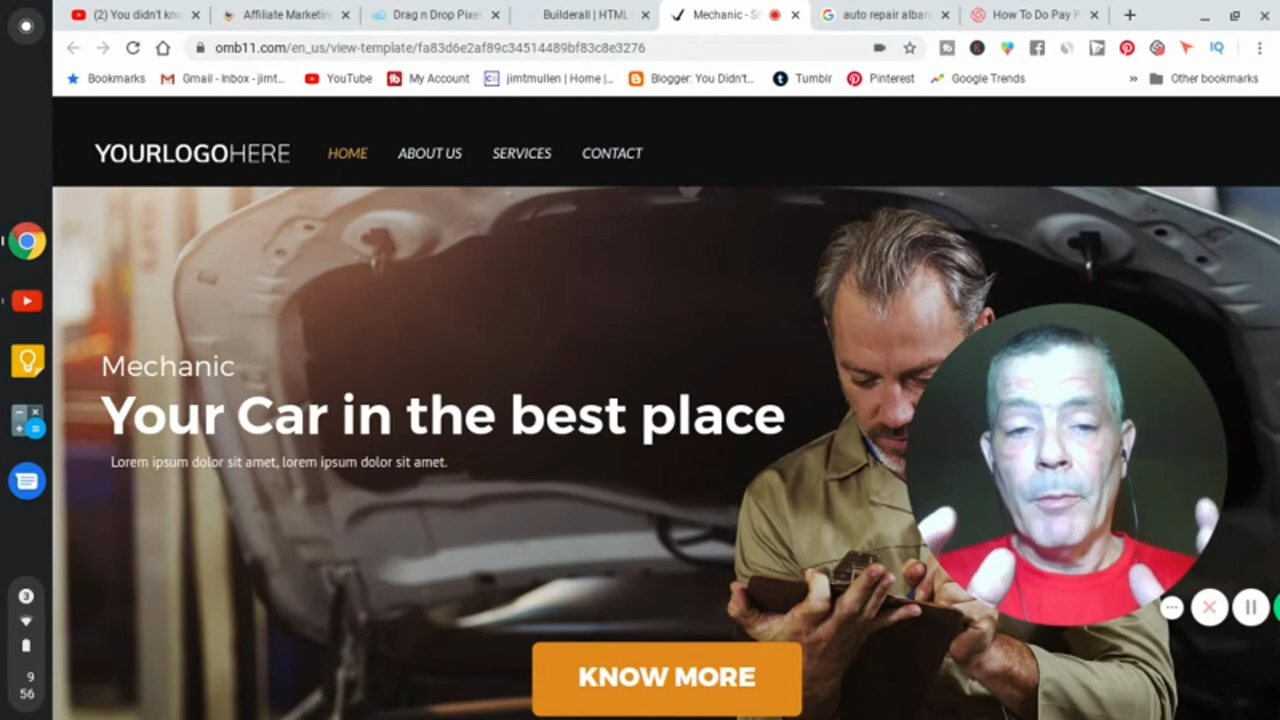 (2) You didn't kno
Affiliate Marketin
Drag n Drop Pixe
Builderall | HTML
Mechanic - S
auto repair alban
How To Do Pay P
omb11.com/en_us/view-template/fa83d6e2af89c34514489bf83c8e3276
IQ
Bookmarks
Gmail - Inbox - jimt...
YouTube
My Account
jimtmullen | Home |...
Blogger: You Didn't...
Tumblr
Pinterest
Google Trends
Other bookmarks
YOURLOGOHERE
HOME
ABOUT US
SERVICES
CONTACT
Mechanic
Your Car in the best place
Lorem ipsum dolor sit amet, lorem ipsum dolor sit amet.
KNOW MORE
3
9
56